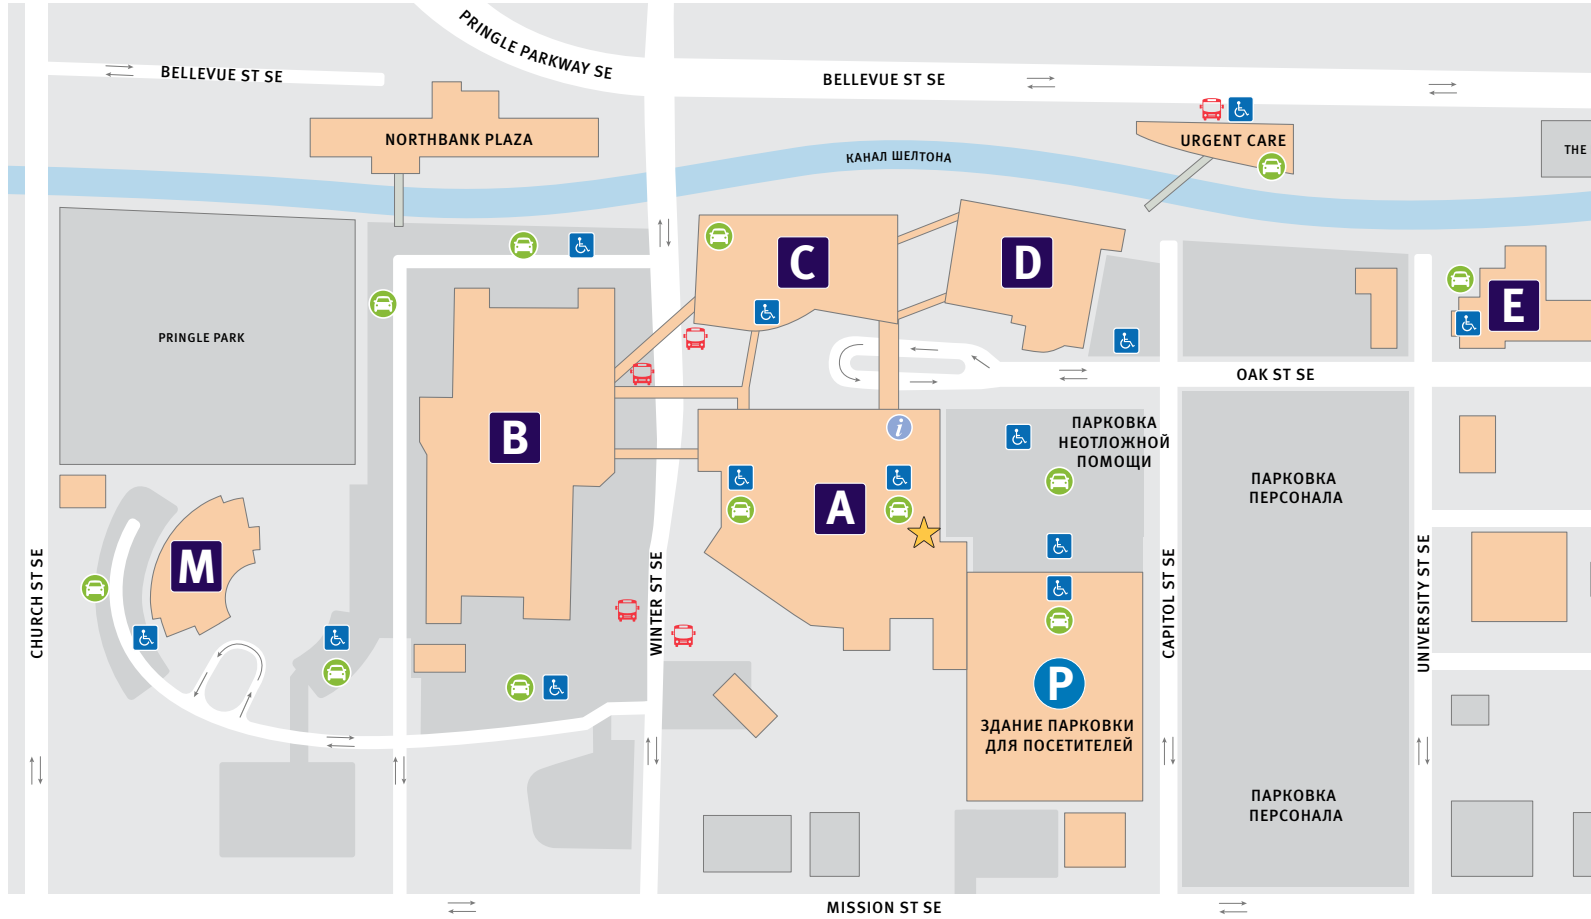 PRINGLE PARKWAY SE
BELLEVUE ST SE
BELLEVUE ST SE
NORTHBANK PLAZA
КАНАЛ ШЕЛТОНА
URGENT CARE
THE
C
D
E
PRINGLE PARK
OAK ST SE
B
i
ПАРКОВКА
НЕОТЛОЖНОЙ
ПОМОЩИ
A
ПАРКОВКА
ПЕРСОНАЛА
M
CHURCH ST SE
WINTER ST SE
CAPITOL ST SE
UNIVERSITY ST SE
P
ЗДАНИЕ ПАРКОВКИ
ДЛЯ ПОСЕТИТЕЛЕЙ
ПАРКОВКА
ПЕРСОНАЛА
MISSION ST SE